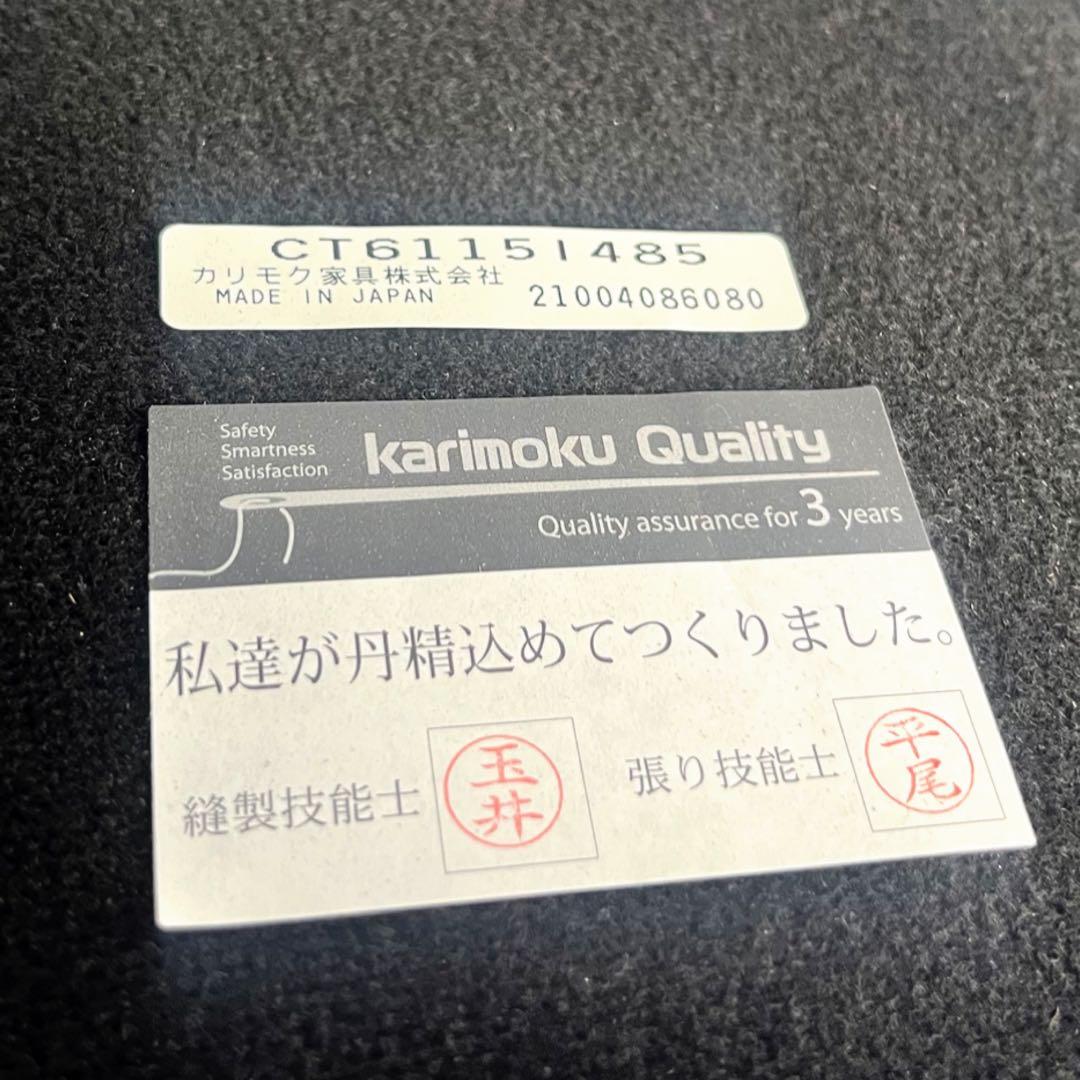 CT6115I485
カリモク家具株式会社
MADE IN JAPAN 21004086080
Safety
Smartness
Satisfaction
karimoku Quality
Quality assurance for 3 years
私達が丹精込めてつくりました。
縫製技能士 玉井 張り技能士 平尾